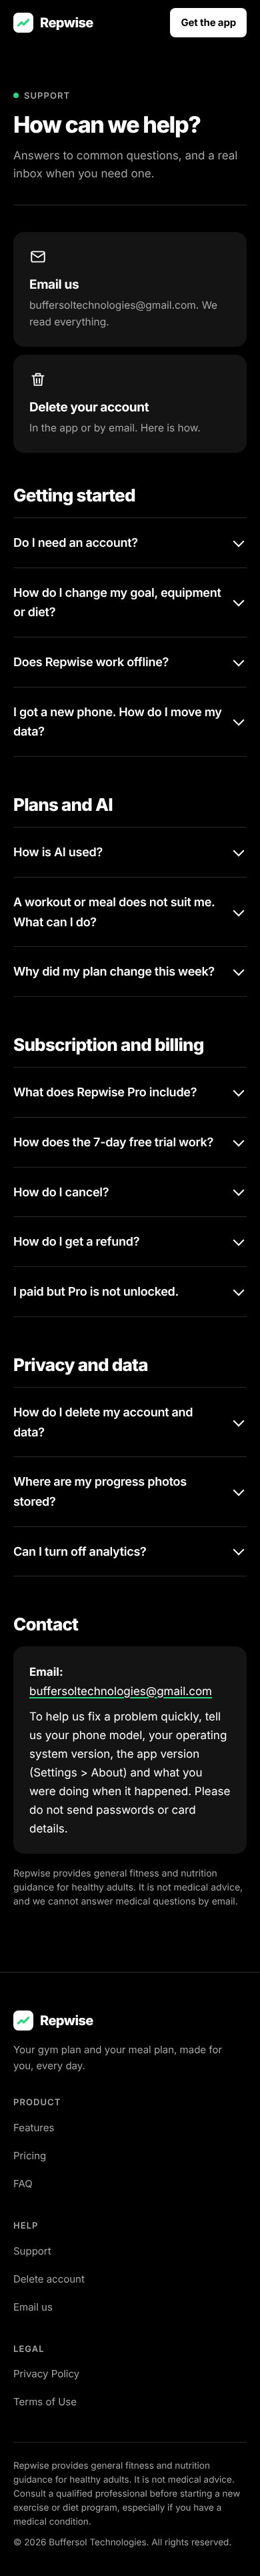 Repwise
Get the app
SUPPORT
How can we help?
Answers to common questions, and a real
inbox when you need one.
Email us
buffersoltechnologies@gmail.com. We
read everything.
Delete your account
In the app or by email. Here is how.
Getting started
Do I need an account?
How do I change my goal, equipment
or diet?
Does Repwise work offline?
I got a new phone. How do I move my
data?
Plans and AI
How is AI used?
A workout or meal does not suit me.
What can I do?
Why did my plan change this week?
Subscription and billing
What does Repwise Pro include?
How does the 7-day free trial work?
How do I cancel?
How do I get a refund?
I paid but Pro is not unlocked.
Privacy and data
How do I delete my account and
data?
Where are my progress photos
stored?
Can I turn off analytics?
Contact
Email:
buffersoltechnologies@gmail.com
To help us fix a problem quickly, tell
us your phone model, your operating
system version, the app version
(Settings > About) and what you
were doing when it happened. Please
do not send passwords or card
details.
Repwise provides general fitness and nutrition
guidance for healthy adults. It is not medical advice,
and we cannot answer medical questions by email.
Repwise
Your gym plan and your meal plan, made for
you, every day.
PRODUCT
Features
Pricing
FAQ
HELP
Support
Delete account
Email us
LEGAL
Privacy Policy
Terms of Use
Repwise provides general fitness and nutrition
guidance for healthy adults. It is not medical advice.
Consult a qualified professional before starting a new
exercise or diet program, especially if you have a
medical condition.
© 2026 Buffersol Technologies. All rights reserved.